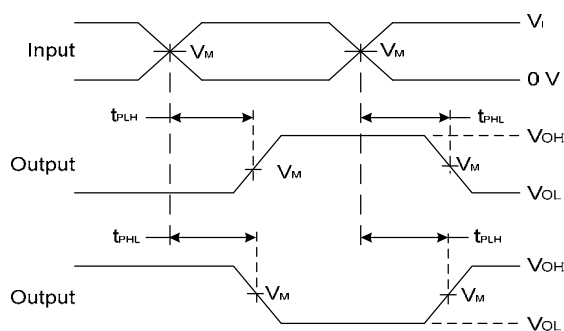 VI
Input VM VM
0 V
tPLH tPHL
VOH
Output VM VM
VOL
tPHL tPLH
VOH
Output VM VM
VOL